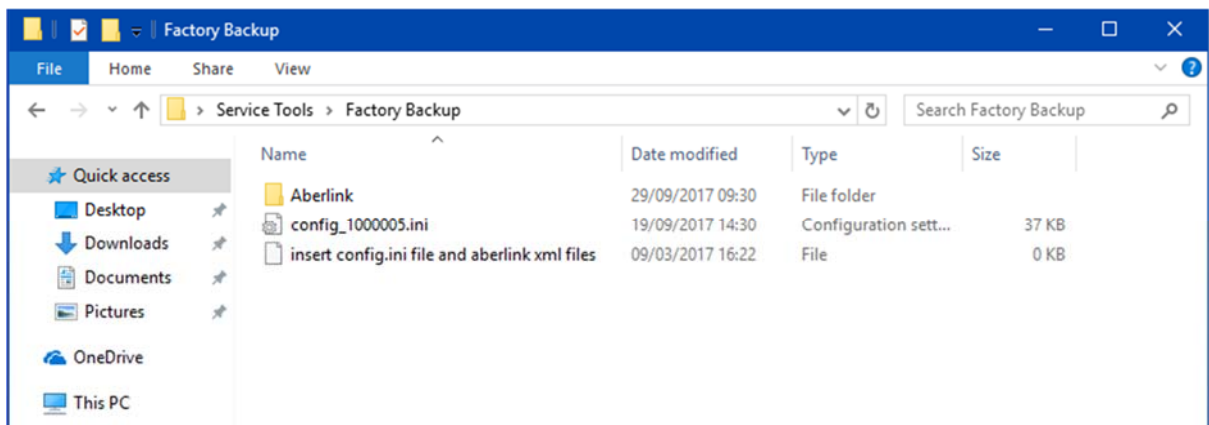 Factory Backup
File Home Share View
Service Tools > Factory Backup Search Factory Backup
Name Date modified Type Size
Quick access
Aberlink 29/09/2017 09:30 File folder
Desktop
config_1000005.ini 19/09/2017 14:30 Configuration sett... 37 KB
Downloads
insert config.ini file and aberlink xml files 09/03/2017 16:22 File 0 KB
Documents
Pictures
OneDrive
This PC